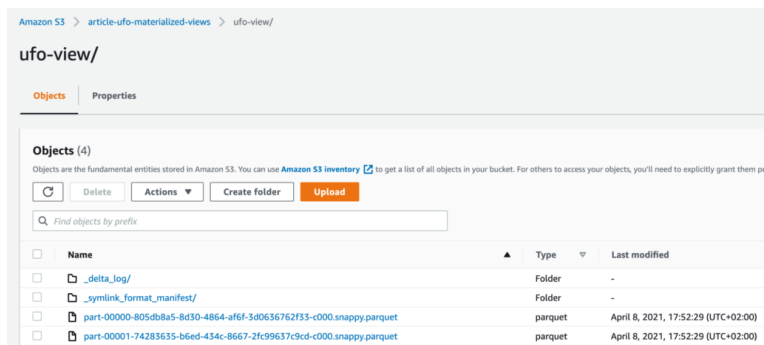 Amazon S3 > article-ufo-materialized-views > ufo-view/
ufo-view/
Objects Properties
Objects (4)
Objects are the fundamental entities stored in Amazon S3. You can use Amazon S3 inventory to get a list of all objects in your bucket. For others to access your objects, you'll need to explicitly grant them
Delete Actions Create folder Upload
Find objects by prefix
Name Type Last modified
_delta_log/ Folder -
_symlink_format_manifest/ Folder -
part-00000-805db8a5-8d30-4864-af6f-3d0636762f33-c000.snappy.parquet parquet April 8, 2021, 17:52:29 (UTC+02:00)
part-00001-74283635-b6ed-434c-8667-2fc99637c9cd-c000.snappy.parquet parquet April 8, 2021, 17:52:29 (UTC+02:00)